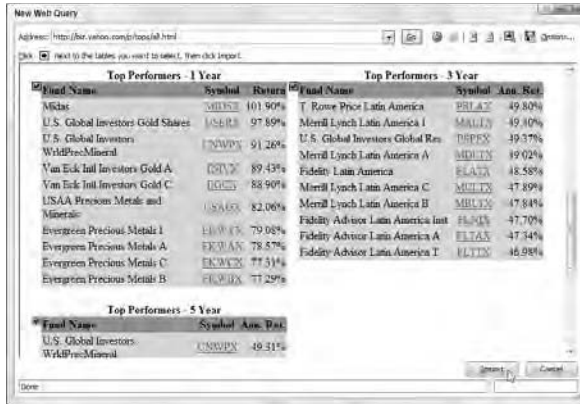 New Web Query
Address: http://biz.yahoo.com/p/tops/all.html
Go
Options...
Click next to the tables you want to select, then click Import.
Top Performers - 1 Year
Fund Name Symbol Return
Midas MIDSX 101.90%
U.S. Global Investors Gold Shares USERX 97.89%
U.S. Global Investors
WrldPrecMineral UNWPX 91.26%
Van Eck Intl Investors Gold A INIVX 89.43%
Van Eck Intl Investors Gold C 88.90%
USAA Precious Metals and
Minerals USAGX 82.06%
Evergreen Precious Metals I EKWYX 79.08%
Evergreen Precious Metals A EKWAX 78.57%
Evergreen Precious Metals C EKWCX 77.31%
Evergreen Precious Metals B EKWBX 77.29%
Top Performers - 3 Year
Fund Name Symbol Ann. Ret.
T. Rowe Price Latin America PRLAX 49.80%
Merrill Lynch Latin America I MALTX 49.40%
U.S. Global Investors Global Res PSPFX 49.37%
Merrill Lynch Latin America A MDLTX 49.02%
Fidelity Latin America FLATX 48.58%
Merrill Lynch Latin America C MCLTX 47.89%
Merrill Lynch Latin America B MBLTX 47.84%
Fidelity Advisor Latin America Inst FLNIX 47.70%
Fidelity Advisor Latin America A FLTAX 47.34%
Fidelity Advisor Latin America T FLTTX 46.98%
Top Performers - 5 Year
Fund Name Symbol Ann. Ret.
U.S. Global Investors
WrldPrecMineral UNWPX 49.51%
Import
Cancel
Done